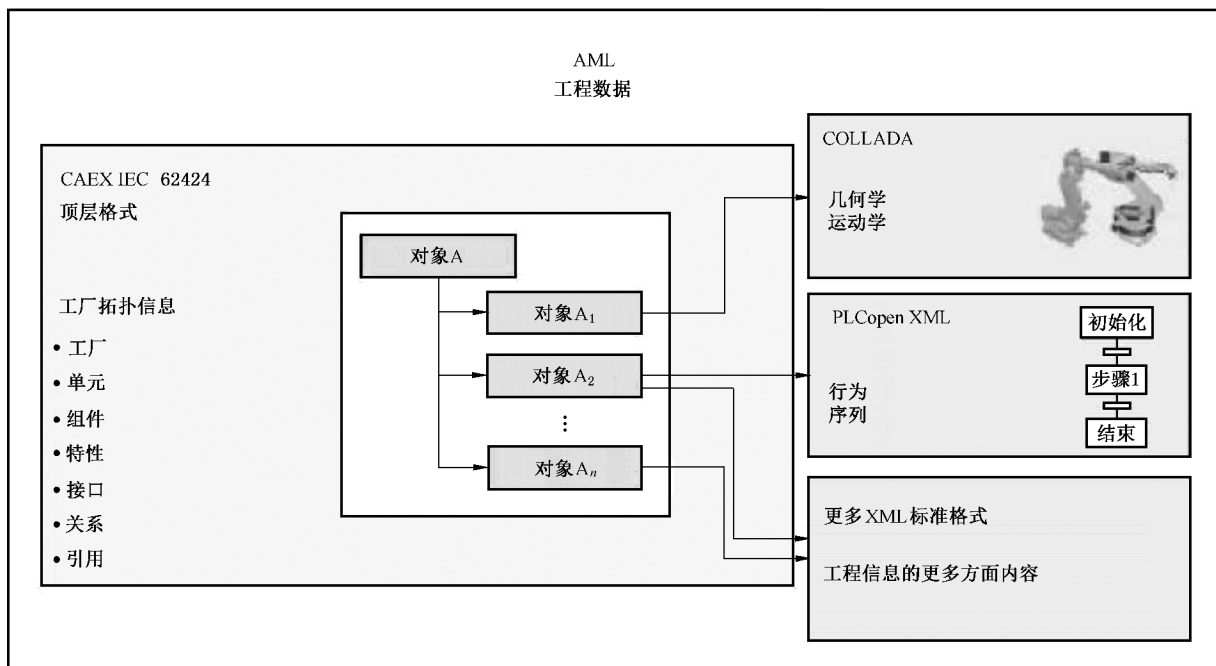 AML
工程数据
CAEX IEC 62424
顶层格式
工厂拓扑信息
• 工厂
• 单元
• 组件
• 特性
• 接口
• 关系
• 引用
对象A
对象A₁
对象A₂
⋮
对象Aₙ
COLLADA
几何学
运动学
PLCopen XML
行为
序列
初始化
步骤1
结束
更多XML标准格式
工程信息的更多方面内容